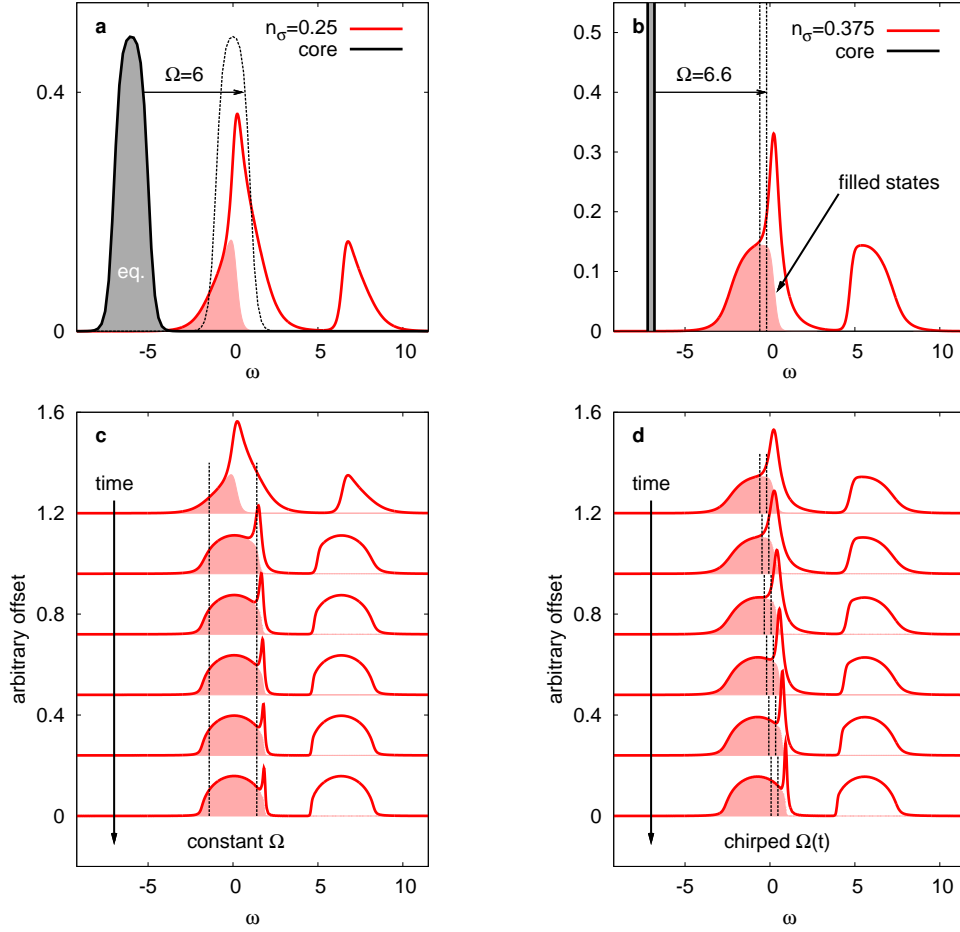 a
n_σ=0.25
core
Ω=6
0.4
0
eq.
-5
0
5
10
ω
b
n_σ=0.375
core
Ω=6.6
filled states
0.5
0.4
0.3
0.2
0.1
0
-5
0
5
10
ω
c
time
1.6
1.2
0.8
0.4
0
arbitrary offset
constant Ω
-5
0
5
10
ω
d
time
1.6
1.2
0.8
0.4
0
arbitrary offset
chirped Ω(t)
-5
0
5
10
ω